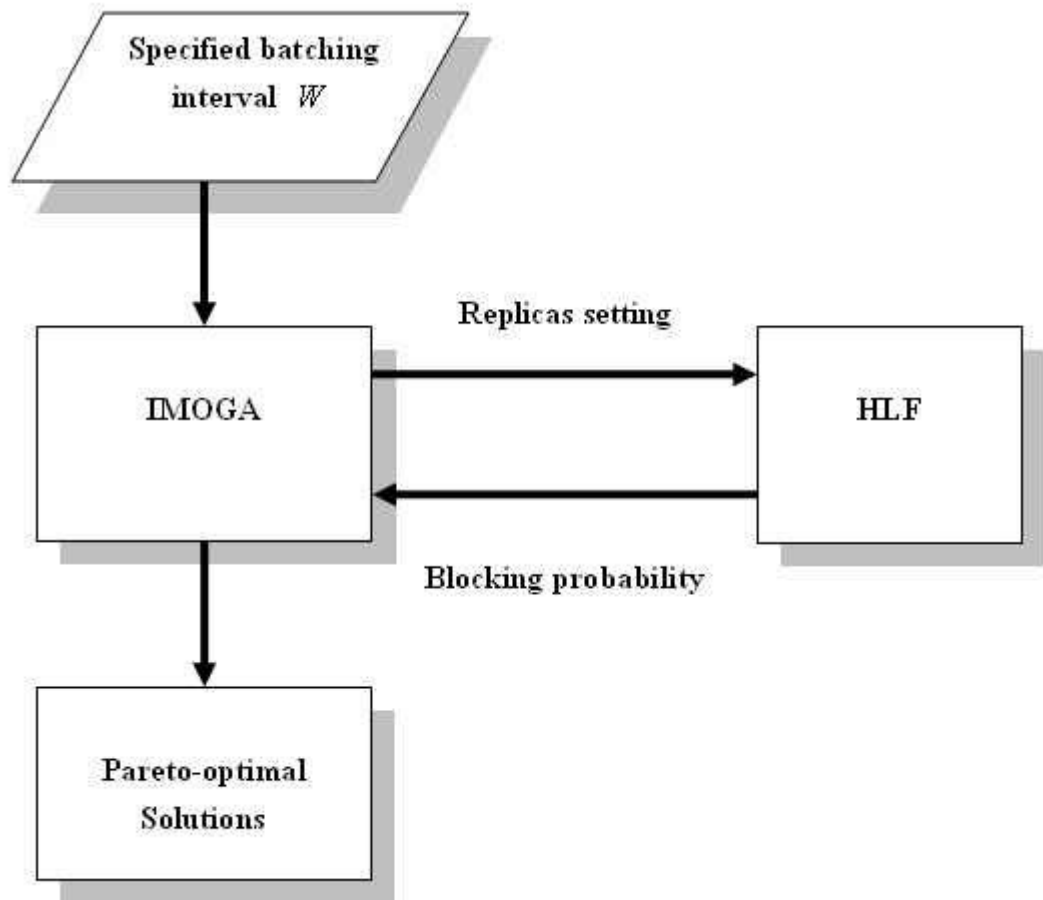 Specified batching
interval W
Replicas setting
IMOGA
HLF
Blocking probability
Pareto-optimal
Solutions